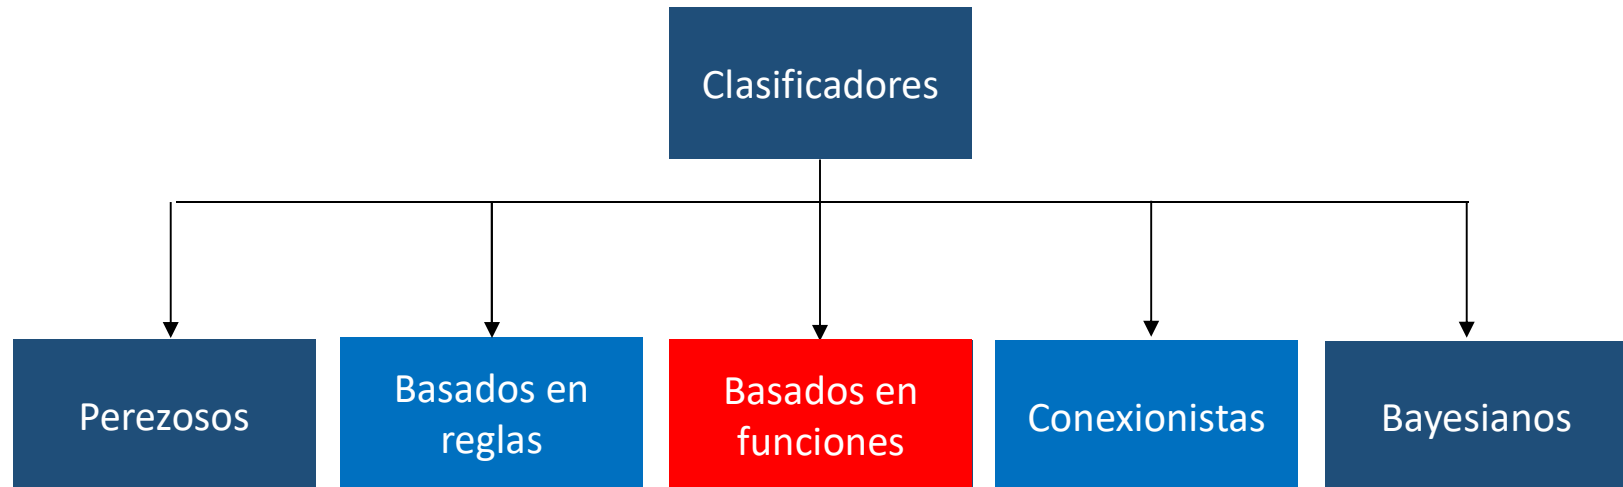 Clasificadores
Perezosos
Basados en
reglas
Basados en
funciones
Conexionistas
Bayesianos